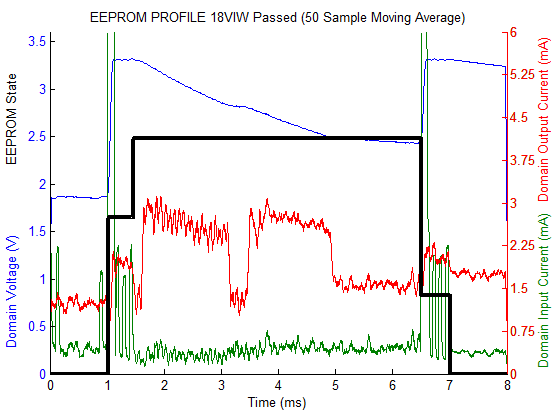 EEPROM PROFILE 18VIW Passed (50 Sample Moving Average)
3.5
3
2.5
2
1.5
1
0.5
0
EEPROM State
Domain Voltage (V)
6
5.25
4.5
3.75
3
2.25
1.5
0.75
0
Domain Output Current (mA)
Domain Input Current (mA)
0 1 2 3 4 5 6 7 8
Time (ms)